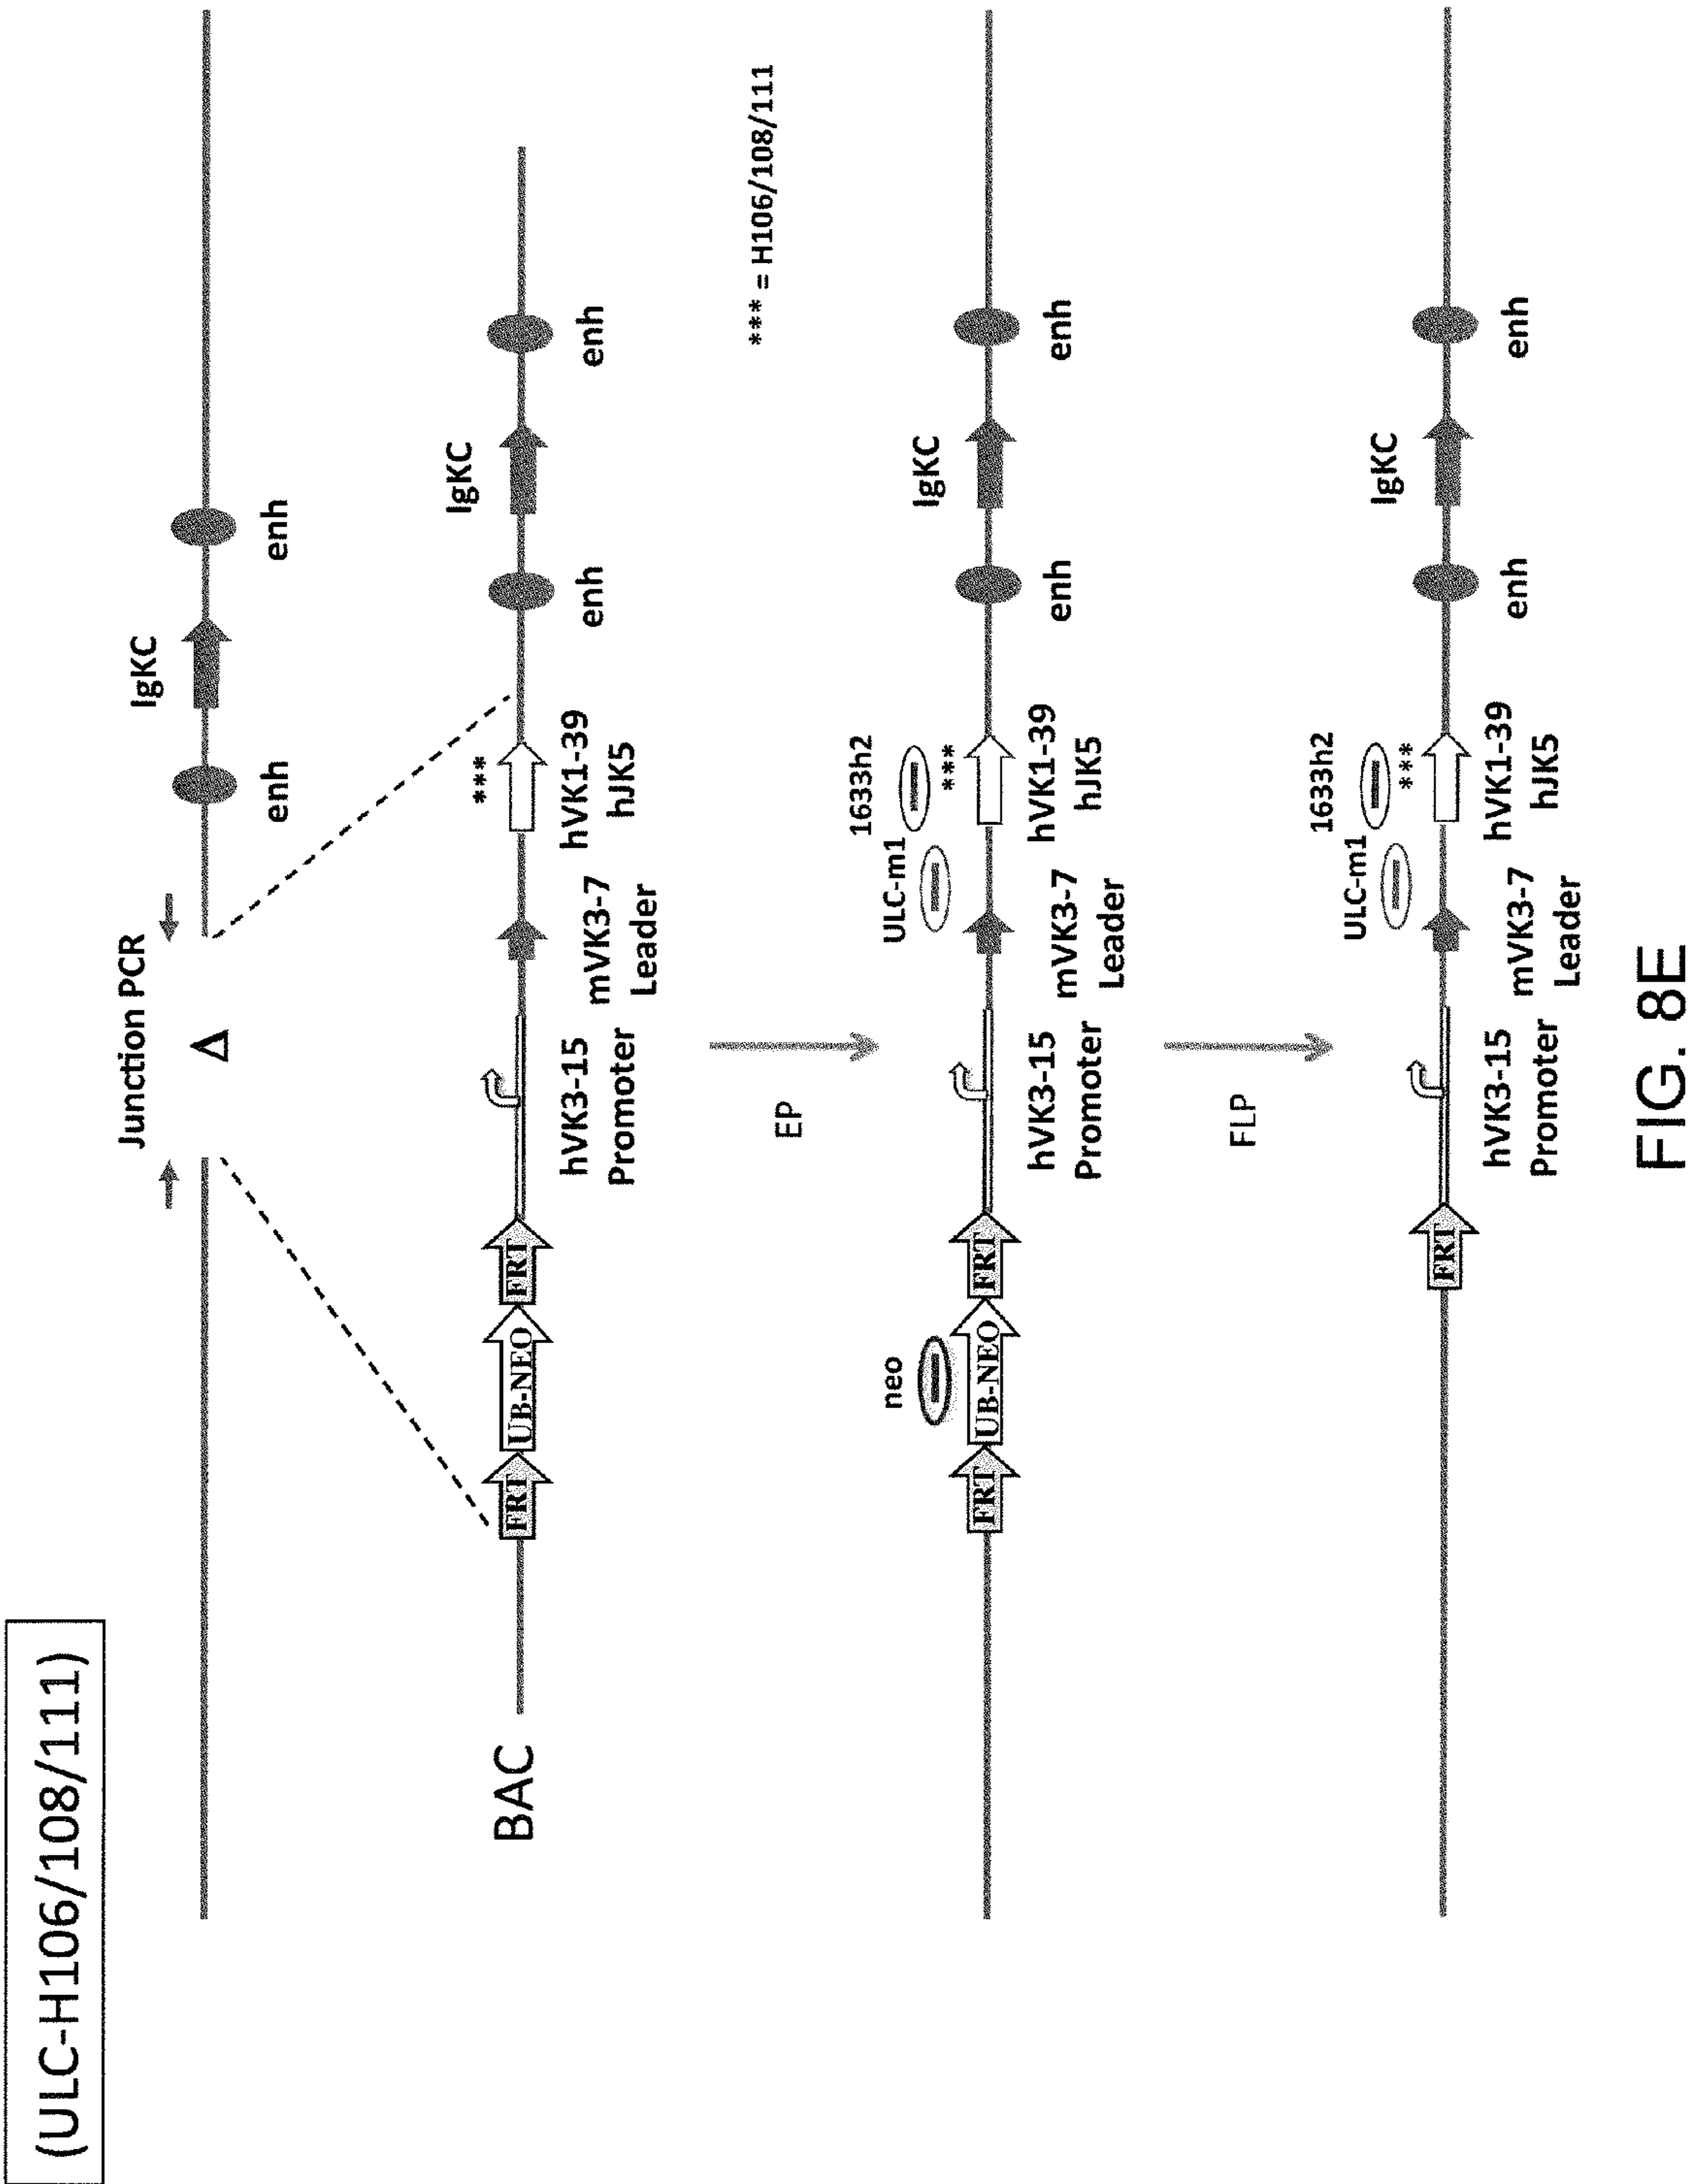 (ULC-H106/108/111)
Junction PCR
Δ
IgKC
enh
enh
BAC
FRT
UB-NEO
FRT
***
IgKC
hVK3-15
Promoter
mVK3-7
Leader
hVK1-39
hJK5
enh
enh
EP
*** = H106/108/111
neo
ULC-m1
1633h2
***
FRT
UB-NEO
FRT
IgKC
hVK3-15
Promoter
mVK3-7
Leader
hVK1-39
hJK5
enh
enh
FLP
ULC-m1
1633h2
***
FRT
IgKC
hVK3-15
Promoter
mVK3-7
Leader
hVK1-39
hJK5
enh
enh
FIG. 8E